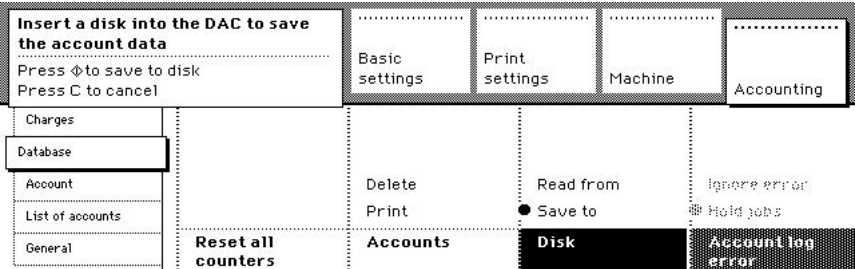 Insert a disk into the DAC to save
the account data
Press to save to disk
Press C to cancel
Basic
settings
Print
settings
Machine
Accounting
Charges
Database
Account
List of accounts
General
Reset all
counters
Delete
Print
Accounts
Read from
Save to
Disk
Ignore error
Hold jobs
Account log
error